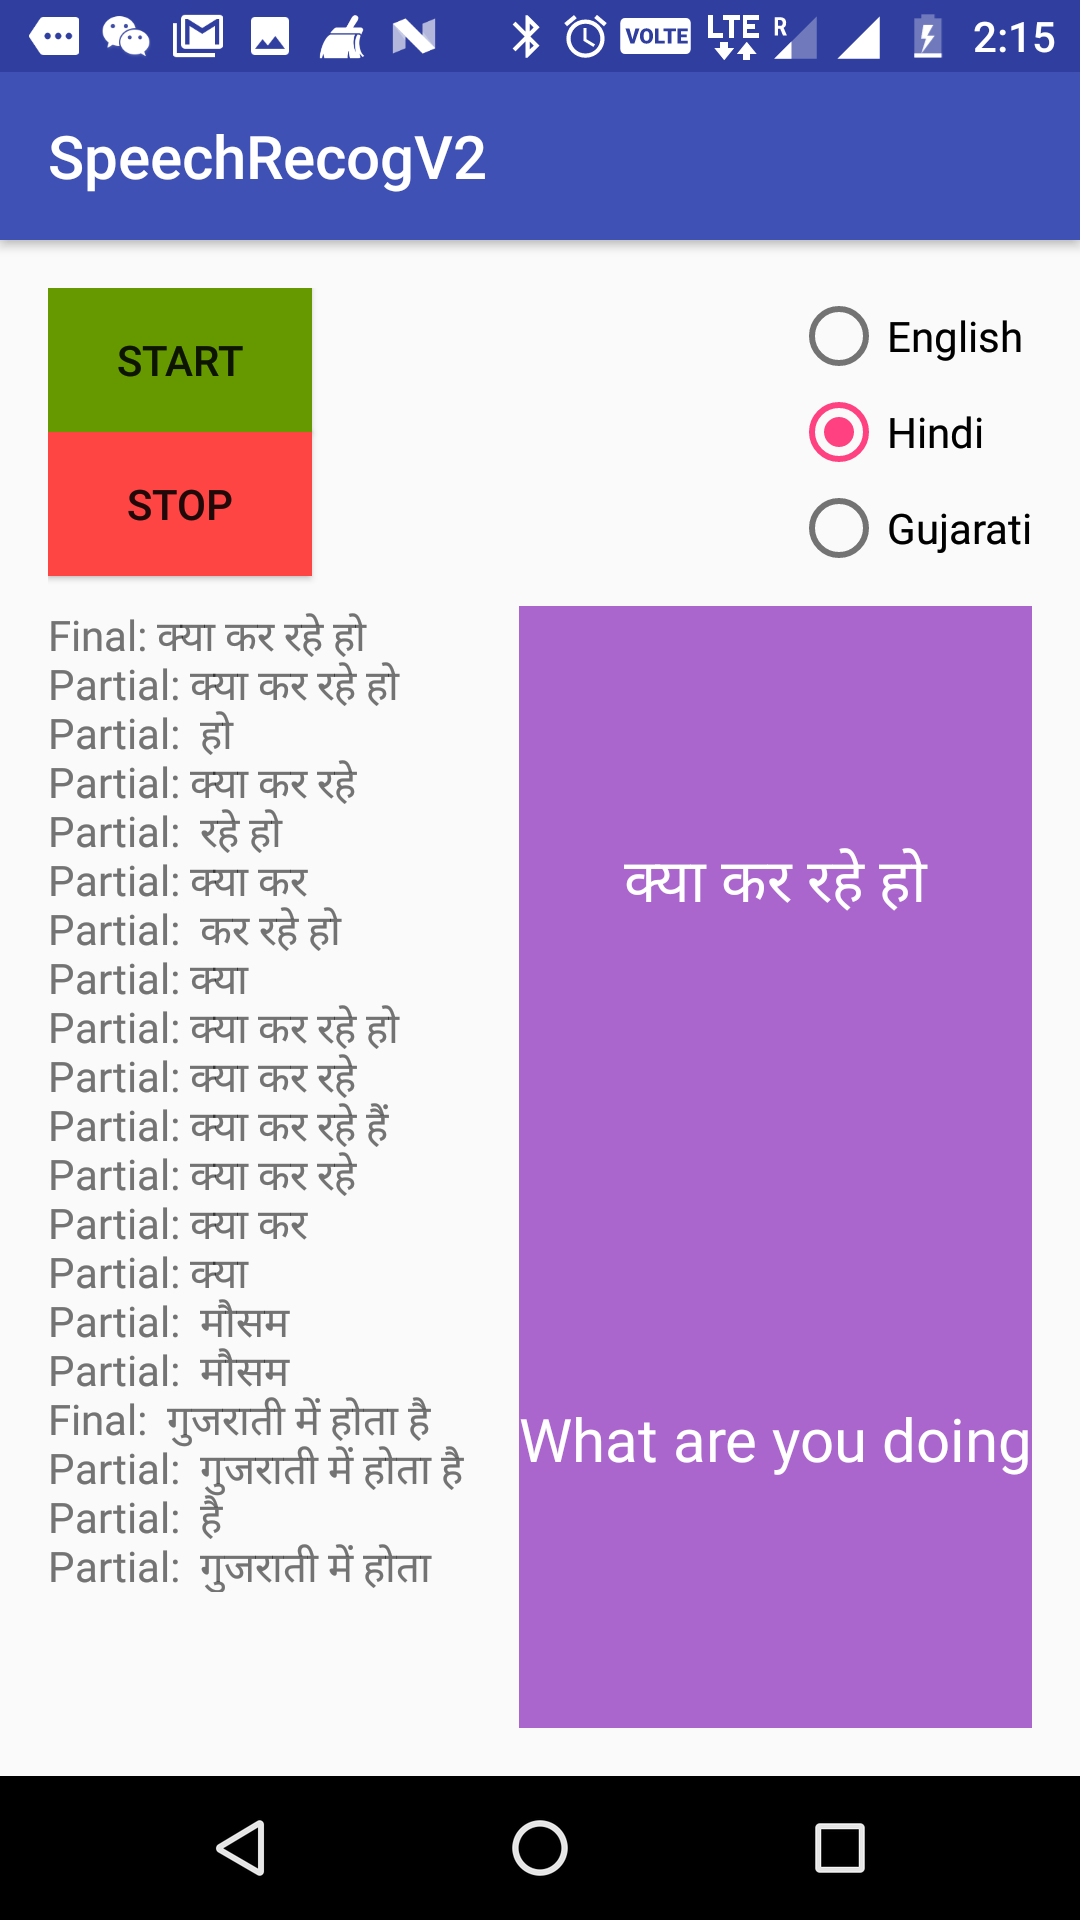 VOLTE LTE R 2:15
SpeechRecogV2
START
STOP
English
Hindi
Gujarati
Final: क्या कर रहे हो
Partial: क्या कर रहे हो
Partial:  हो
Partial: क्या कर रहे
Partial:  रहे हो
Partial: क्या कर
Partial:  कर रहे हो
Partial: क्या
Partial: क्या कर रहे हो
Partial: क्या कर रहे
Partial: क्या कर रहे हैं
Partial: क्या कर रहे
Partial: क्या कर
Partial: क्या
Partial:  मौसम
Partial:  मौसम
Final:  गुजराती में होता है
Partial:  गुजराती में होता है
Partial:  है
Partial:  गुजराती में होता
क्या कर रहे हो
What are you doing